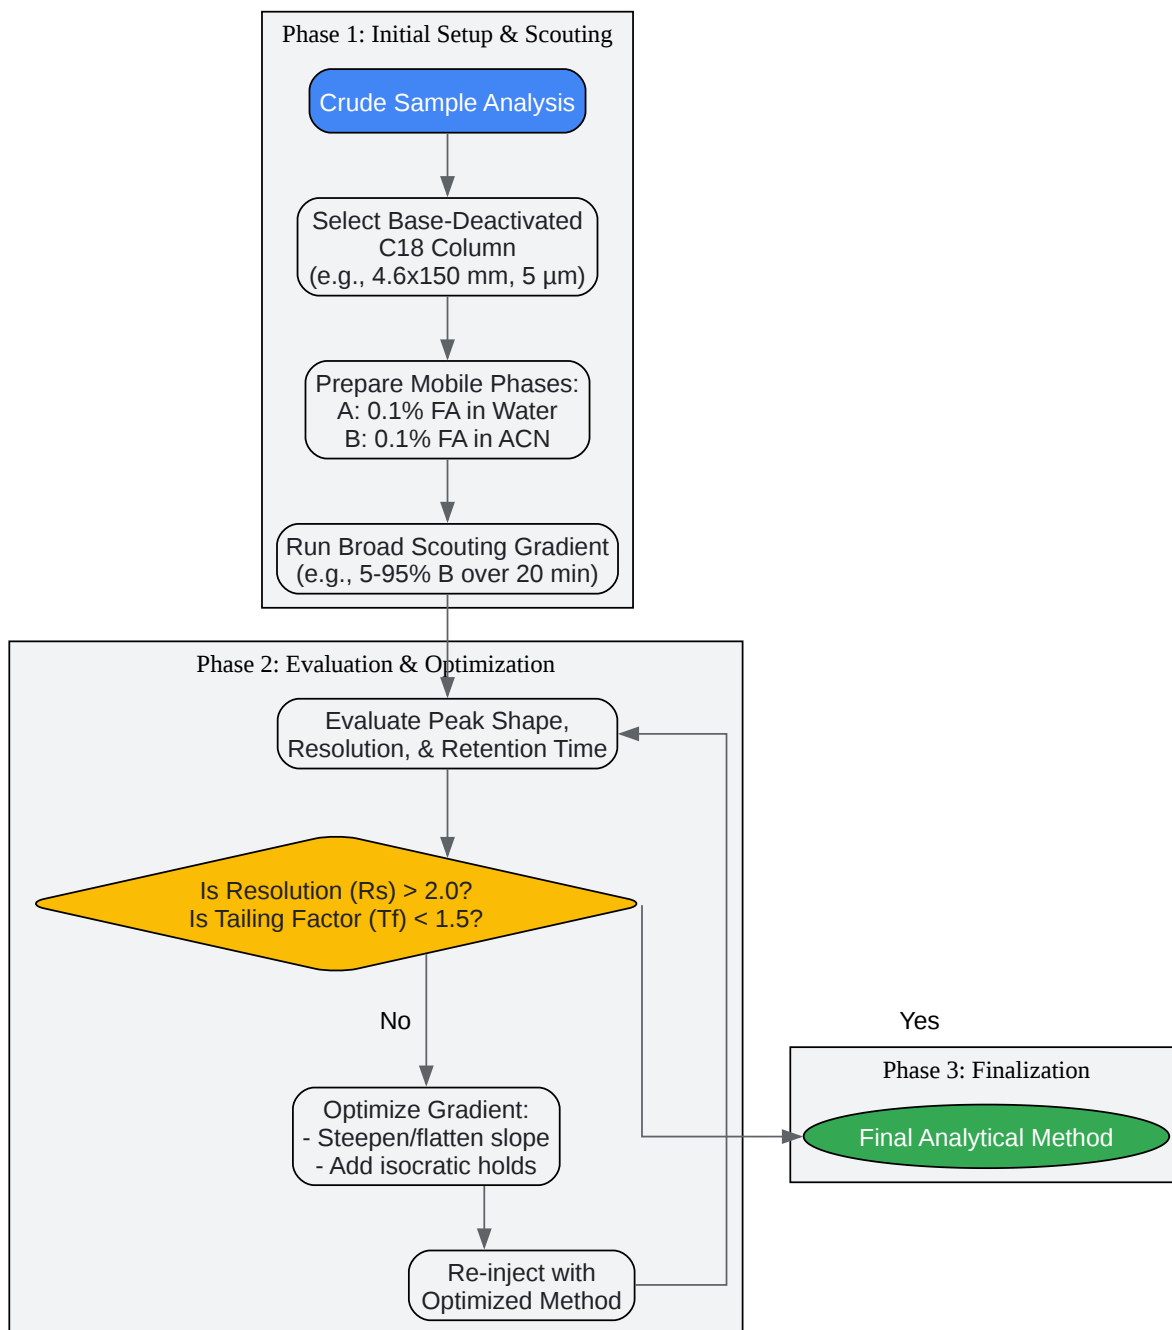 Phase 1: Initial Setup & Scouting
Crude Sample Analysis
Select Base-Deactivated
C18 Column
(e.g., 4.6x150 mm, 5 µm)
Prepare Mobile Phases:
A: 0.1% FA in Water
B: 0.1% FA in ACN
Run Broad Scouting Gradient
(e.g., 5-95% B over 20 min)
Phase 2: Evaluation & Optimization
Evaluate Peak Shape,
Resolution, & Retention Time
Is Resolution (Rs) > 2.0?
Is Tailing Factor (Tf) < 1.5?
No
Yes
Optimize Gradient:
- Steepen/flatten slope
- Add isocratic holds
Re-inject with
Optimized Method
Phase 3: Finalization
Final Analytical Method